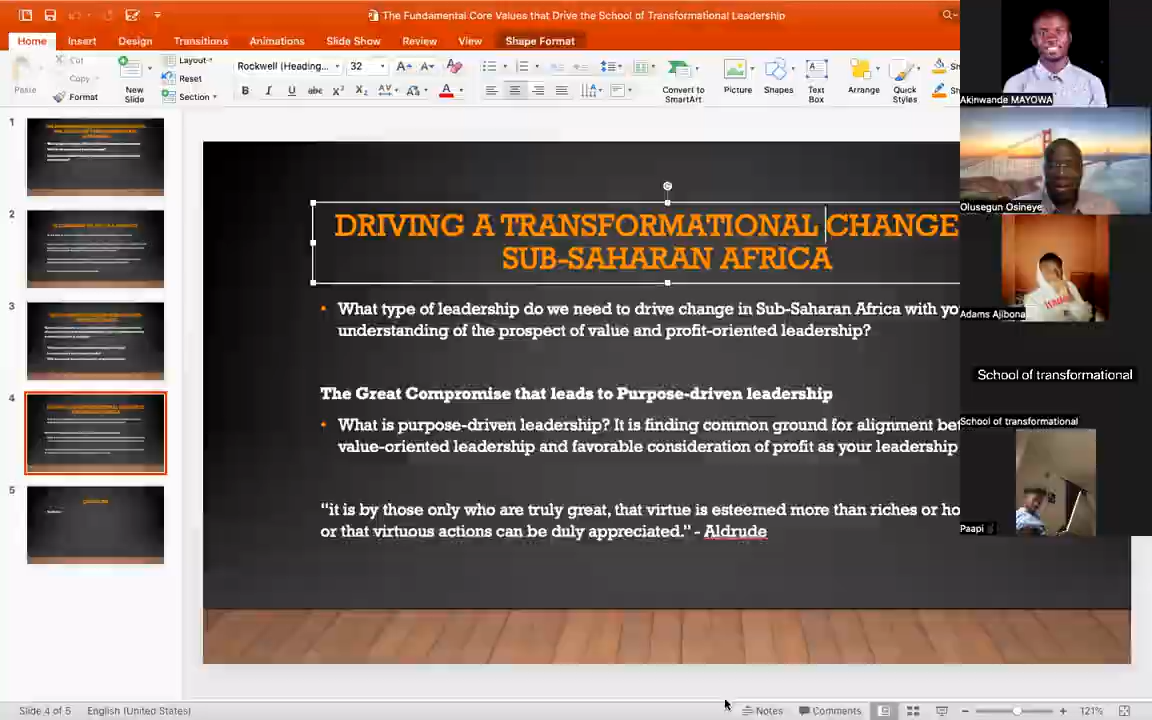 The Fundamental Core Values that Drive the School of Transformational Leadership
Home Insert Design Transitions Animations Slide Show Review View Shape Format
Paste
Cut
Copy
Format
New
Slide
Layout
Reset
Section
Rockwell (Heading...
32
Convert to
SmartArt
Picture
Shapes
Text
Box
Arrange
Quick
Styles
1
2
3
4
5
DRIVING A TRANSFORMATIONAL CHANGE
SUB-SAHARAN AFRICA
• What type of leadership do we need to drive change in Sub-Saharan Africa with yo
understanding of the prospect of value and profit-oriented leadership?
The Great Compromise that leads to Purpose-driven leadership
• What is purpose-driven leadership? It is finding common ground for alignment be
value-oriented leadership and favorable consideration of profit as your leadership
"it is by those only who are truly great, that virtue is esteemed more than riches or ho
or that virtuous actions can be duly appreciated." - Aldrude
Akinwande MAYOWA
Olusegun Osineye
Adams Ajibona
School of transformational
School of transformational
Paapi
Slide 4 of 5
English (United States)
Notes
Comments
121%